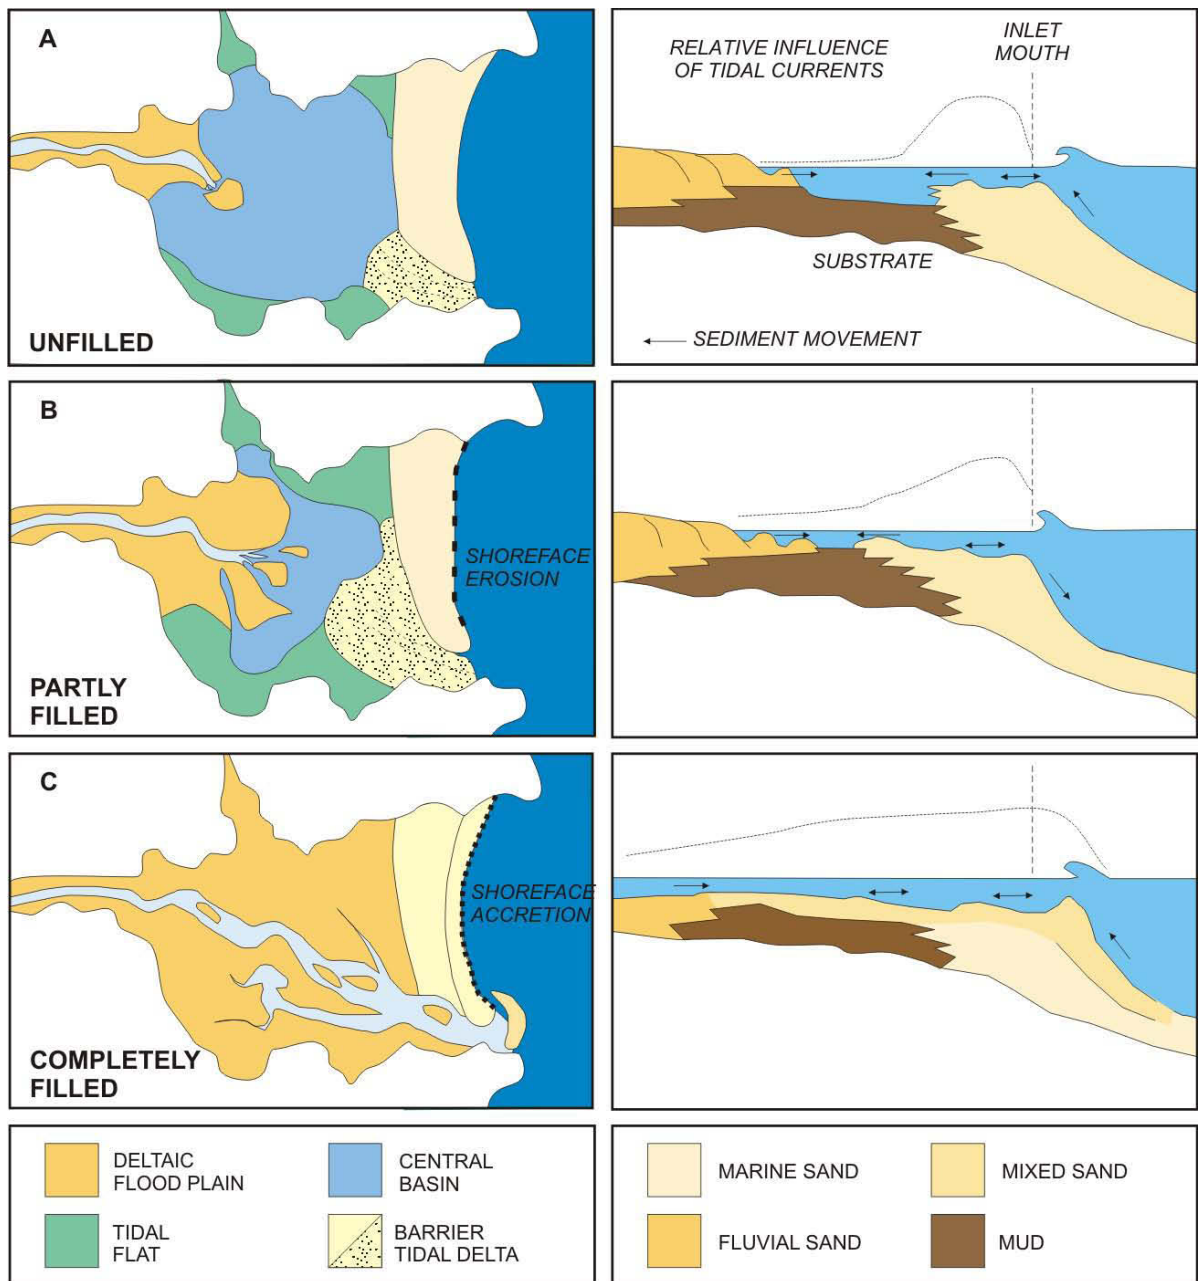 A
UNFILLED
RELATIVE INFLUENCE
OF TIDAL CURRENTS
INLET
MOUTH
SUBSTRATE
SEDIMENT MOVEMENT
B
SHOREFACE
EROSION
PARTLY
FILLED
C
SHOREFACE
ACCRETION
COMPLETELY
FILLED
DELTAIC
FLOOD PLAIN
CENTRAL
BASIN
TIDAL
FLAT
BARRIER
TIDAL DELTA
MARINE SAND
MIXED SAND
FLUVIAL SAND
MUD